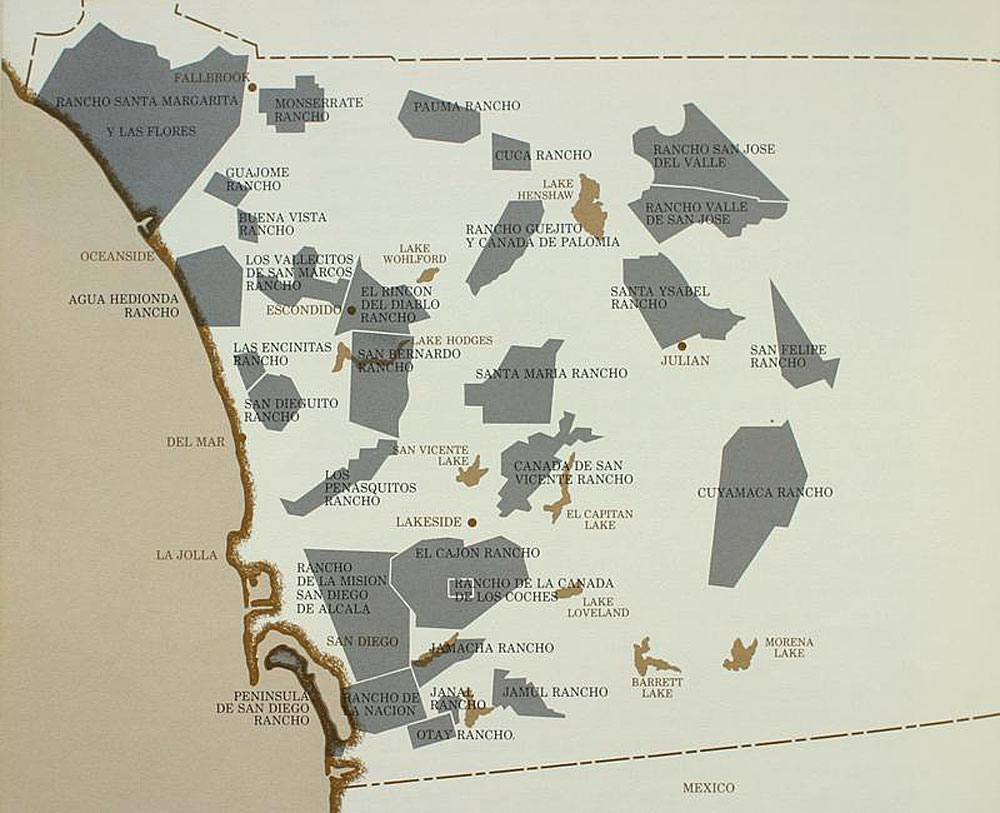 FALLBROOK
RANCHO SANTA MARGARITA
Y LAS FLORES
MONSERRATE
RANCHO
PAUMA RANCHO
CUCA RANCHO
RANCHO SAN JOSE
DEL VALLE
GUAJOME
RANCHO
LAKE
HENSHAW
RANCHO VALLE
DE SAN JOSE
BUENA VISTA
RANCHO
RANCHO GUEJITO
Y CANADA DE PALOMIA
OCEANSIDE
LOS VALLECITOS
DE SAN MARCOS
RANCHO
LAKE
WOHLFORD
AGUA HEDIONDA
RANCHO
ESCONDIDO
EL RINCON
DEL DIABLO
RANCHO
SANTA YSABEL
RANCHO
JULIAN
SAN FELIPE
RANCHO
LAS ENCINITAS
RANCHO
LAKE HODGES
SAN BERNARDO
RANCHO
SANTA MARIA RANCHO
SAN DIEGUITO
RANCHO
DEL MAR
SAN VICENTE
LAKE
LOS
PENASQUITOS
RANCHO
CANADA DE SAN
VICENTE RANCHO
EL CAPITAN
LAKE
CUYAMACA RANCHO
LAKESIDE
LA JOLLA
EL CAJON RANCHO
RANCHO
DE LA MISION
SAN DIEGO
DE ALCALA
RANCHO DE LA CANADA
DE LOS COCHES
LAKE
LOVELAND
SAN DIEGO
JAMACHA RANCHO
BARRETT
LAKE
MORENA
LAKE
PENINSULA
DE SAN DIEGO
RANCHO
RANCHO DE
LA NACION
JANAL
RANCHO
JAMUL RANCHO
OTAY RANCHO.
MEXICO